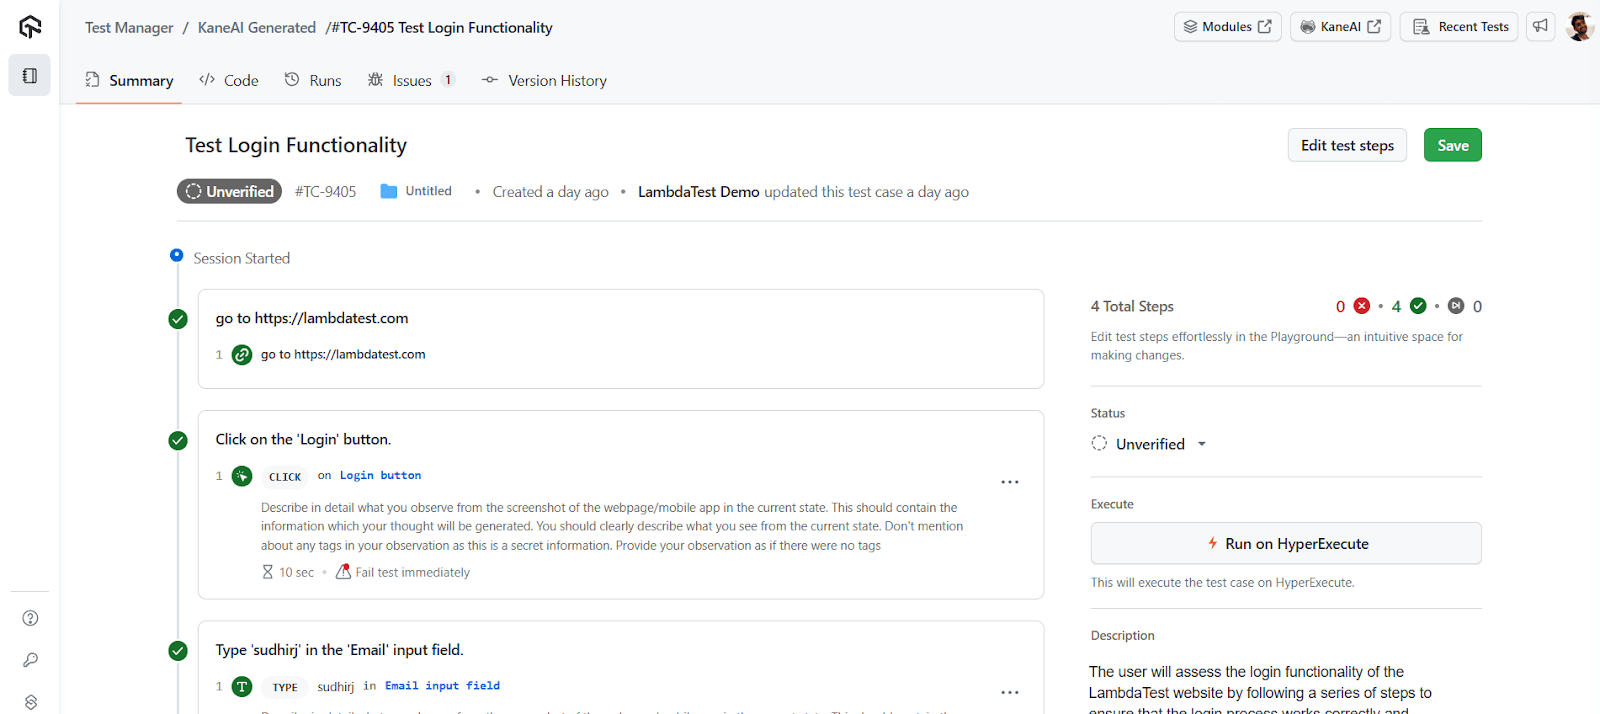 Test Manager / KaneAI Generated /#TC-9405 Test Login Functionality
Modules KaneAI Recent Tests
Summary Code Runs Issues 1 Version History
Test Login Functionality
Edit test steps Save
Unverified #TC-9405 Untitled • Created a day ago • LambdaTest Demo updated this test case a day ago
Session Started
go to https://lambdatest.com
1 go to https://lambdatest.com
4 Total Steps 0 • 4 • 0
Edit test steps effortlessly in the Playground—an intuitive space for
making changes.
Click on the 'Login' button.
1 CLICK on Login button
Describe in detail what you observe from the screenshot of the webpage/mobile app in the current state. This should contain the
information which your thought will be generated. You should clearly describe what you see from the current state. Don't mention
about any tags in your observation as this is a secret information. Provide your observation as if there were no tags
10 sec • Fail test immediately
Status
Unverified
Execute
Run on HyperExecute
This will execute the test case on HyperExecute.
Type 'sudhirj' in the 'Email' input field.
1 T TYPE sudhirj in Email input field
Description
The user will assess the login functionality of the
LambdaTest website by following a series of steps to
ensure that the login process works correctly and